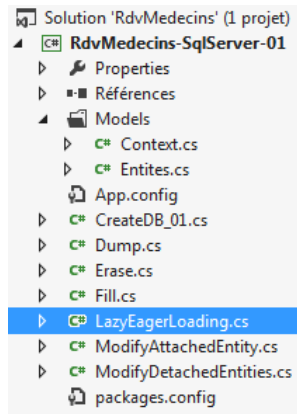 Solution 'RdvMedecins' (1 projet)
C# RdvMedecins-SqlServer-01
Properties
Références
Models
C# Context.cs
C# Entites.cs
App.config
C# CreateDB_01.cs
C# Dump.cs
C# Erase.cs
C# Fill.cs
C# LazyEagerLoading.cs
C# ModifyAttachedEntity.cs
C# ModifyDetachedEntities.cs
packages.config